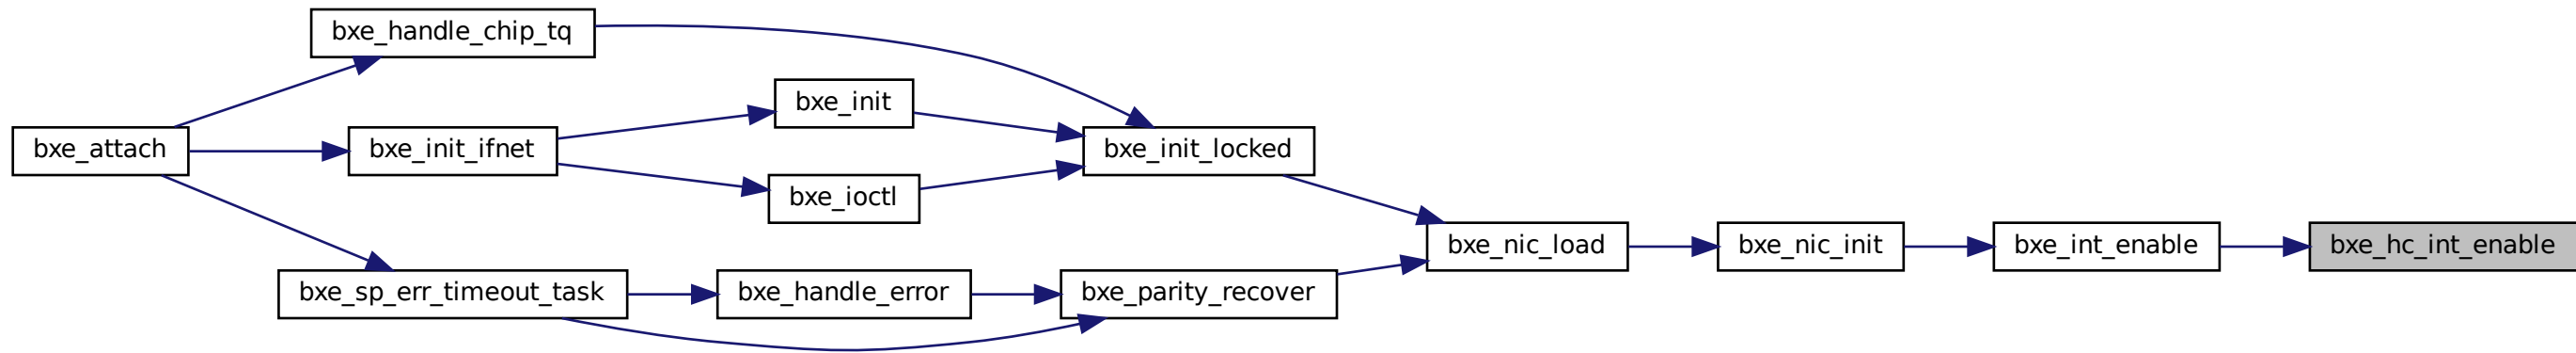 bxe_handle_chip_tq
bxe_init
bxe_attach
bxe_init_ifnet
bxe_init_locked
bxe_ioctl
bxe_nic_load
bxe_nic_init
bxe_int_enable
bxe_hc_int_enable
bxe_sp_err_timeout_task
bxe_handle_error
bxe_parity_recover